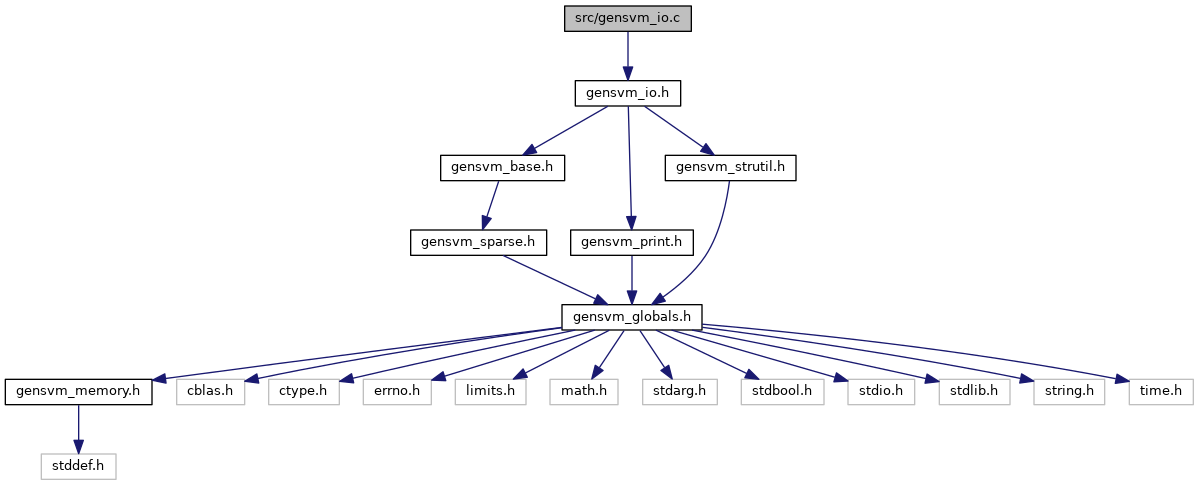 src/gensvm_io.c
gensvm_io.h
gensvm_base.h
gensvm_strutil.h
gensvm_sparse.h
gensvm_print.h
gensvm_globals.h
gensvm_memory.h
cblas.h
ctype.h
errno.h
limits.h
math.h
stdarg.h
stdbool.h
stdio.h
stdlib.h
string.h
time.h
stddef.h